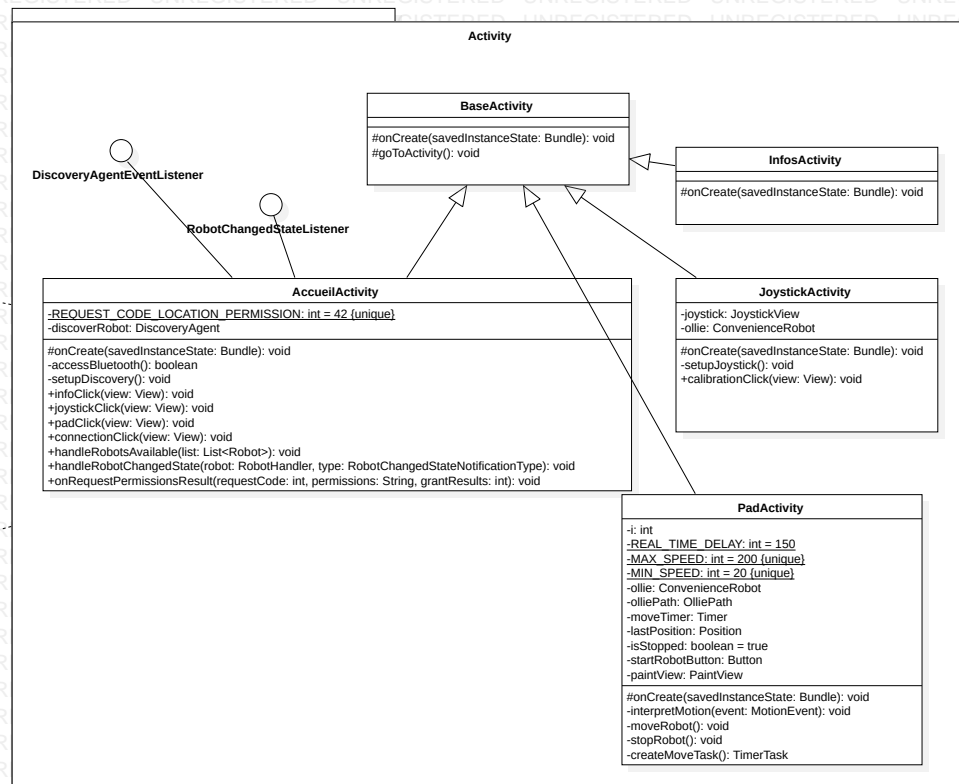 UNREGISTERED UNREGISTERED UNREGISTERED
Activity
BaseActivity
#onCreate(savedInstanceState: Bundle): void
#goToActivity(): void
InfosActivity
#onCreate(savedInstanceState: Bundle): void
DiscoveryAgentEventListener
RobotChangedStateListener
AccueilActivity
-REQUEST_CODE_LOCATION_PERMISSION: int = 42 {unique}
-discoverRobot: DiscoveryAgent
#onCreate(savedInstanceState: Bundle): void
-accessBluetooth(): boolean
-setupDiscovery(): void
+infoClick(view: View): void
+joystickClick(view: View): void
+padClick(view: View): void
+connectionClick(view: View): void
+handleRobotsAvailable(list: List<Robot>): void
+handleRobotChangedState(robot: RobotHandler, type: RobotChangedStateNotificationType): void
+onRequestPermissionsResult(requestCode: int, permissions: String, grantResults: int): void
JoystickActivity
-joystick: JoystickView
-ollie: ConvenienceRobot
#onCreate(savedInstanceState: Bundle): void
-setupJoystick(): void
+calibrationClick(view: View): void
PadActivity
-i: int
-REAL_TIME_DELAY: int = 150
-MAX_SPEED: int = 200 {unique}
-MIN_SPEED: int = 20 {unique}
-ollie: ConvenienceRobot
-olliePath: OlliePath
-moveTimer: Timer
-lastPosition: Position
-isStopped: boolean = true
-startRobotButton: Button
-paintView: PaintView
#onCreate(savedInstanceState: Bundle): void
-interpretMotion(event: MotionEvent): void
-moveRobot(): void
-stopRobot(): void
-createMoveTask(): TimerTask